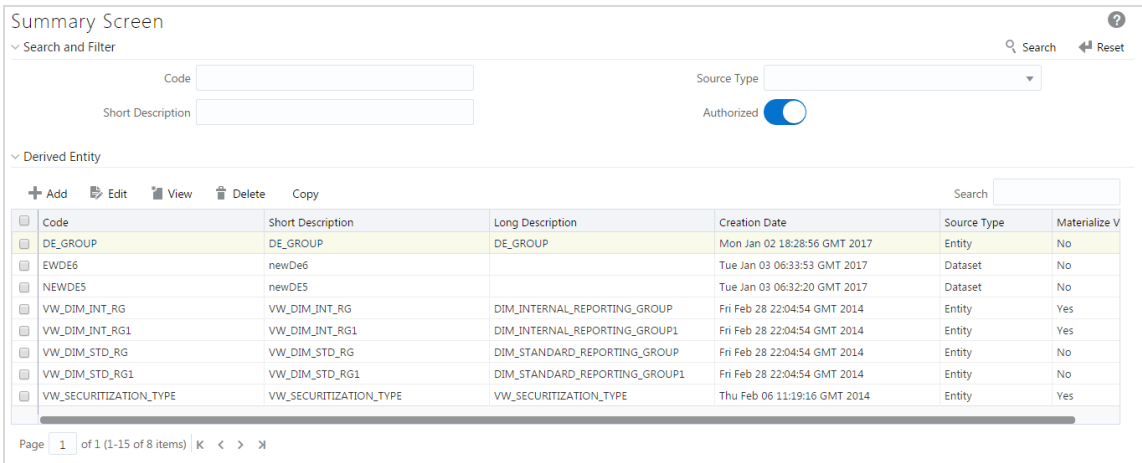 Summary Screen
Search and Filter Search Reset
Code Source Type
Short Description Authorized
Derived Entity
Add Edit View Delete Copy Search
Code Short Description Long Description Creation Date Source Type Materialize V
DE_GROUP DE_GROUP DE_GROUP Mon Jan 02 18:28:56 GMT 2017 Entity No
EWDE6 newDe6 Tue Jan 03 06:33:53 GMT 2017 Dataset No
NEWDE5 newDE5 Tue Jan 03 06:32:20 GMT 2017 Dataset No
VW_DIM_INT_RG VW_DIM_INT_RG DIM_INTERNAL_REPORTING_GROUP Fri Feb 28 22:04:54 GMT 2014 Entity Yes
VW_DIM_INT_RG1 VW_DIM_INT_RG1 DIM_INTERNAL_REPORTING_GROUP1 Fri Feb 28 22:04:54 GMT 2014 Entity Yes
VW_DIM_STD_RG VW_DIM_STD_RG DIM_STANDARD_REPORTING_GROUP Fri Feb 28 22:04:54 GMT 2014 Entity No
VW_DIM_STD_RG1 VW_DIM_STD_RG1 DIM_STANDARD_REPORTING_GROUP1 Fri Feb 28 22:04:54 GMT 2014 Entity No
VW_SECURITIZATION_TYPE VW_SECURITIZATION_TYPE VW_SECURITIZATION_TYPE Thu Feb 06 11:19:16 GMT 2014 Entity Yes
Page 1 of 1 (1-15 of 8 items)